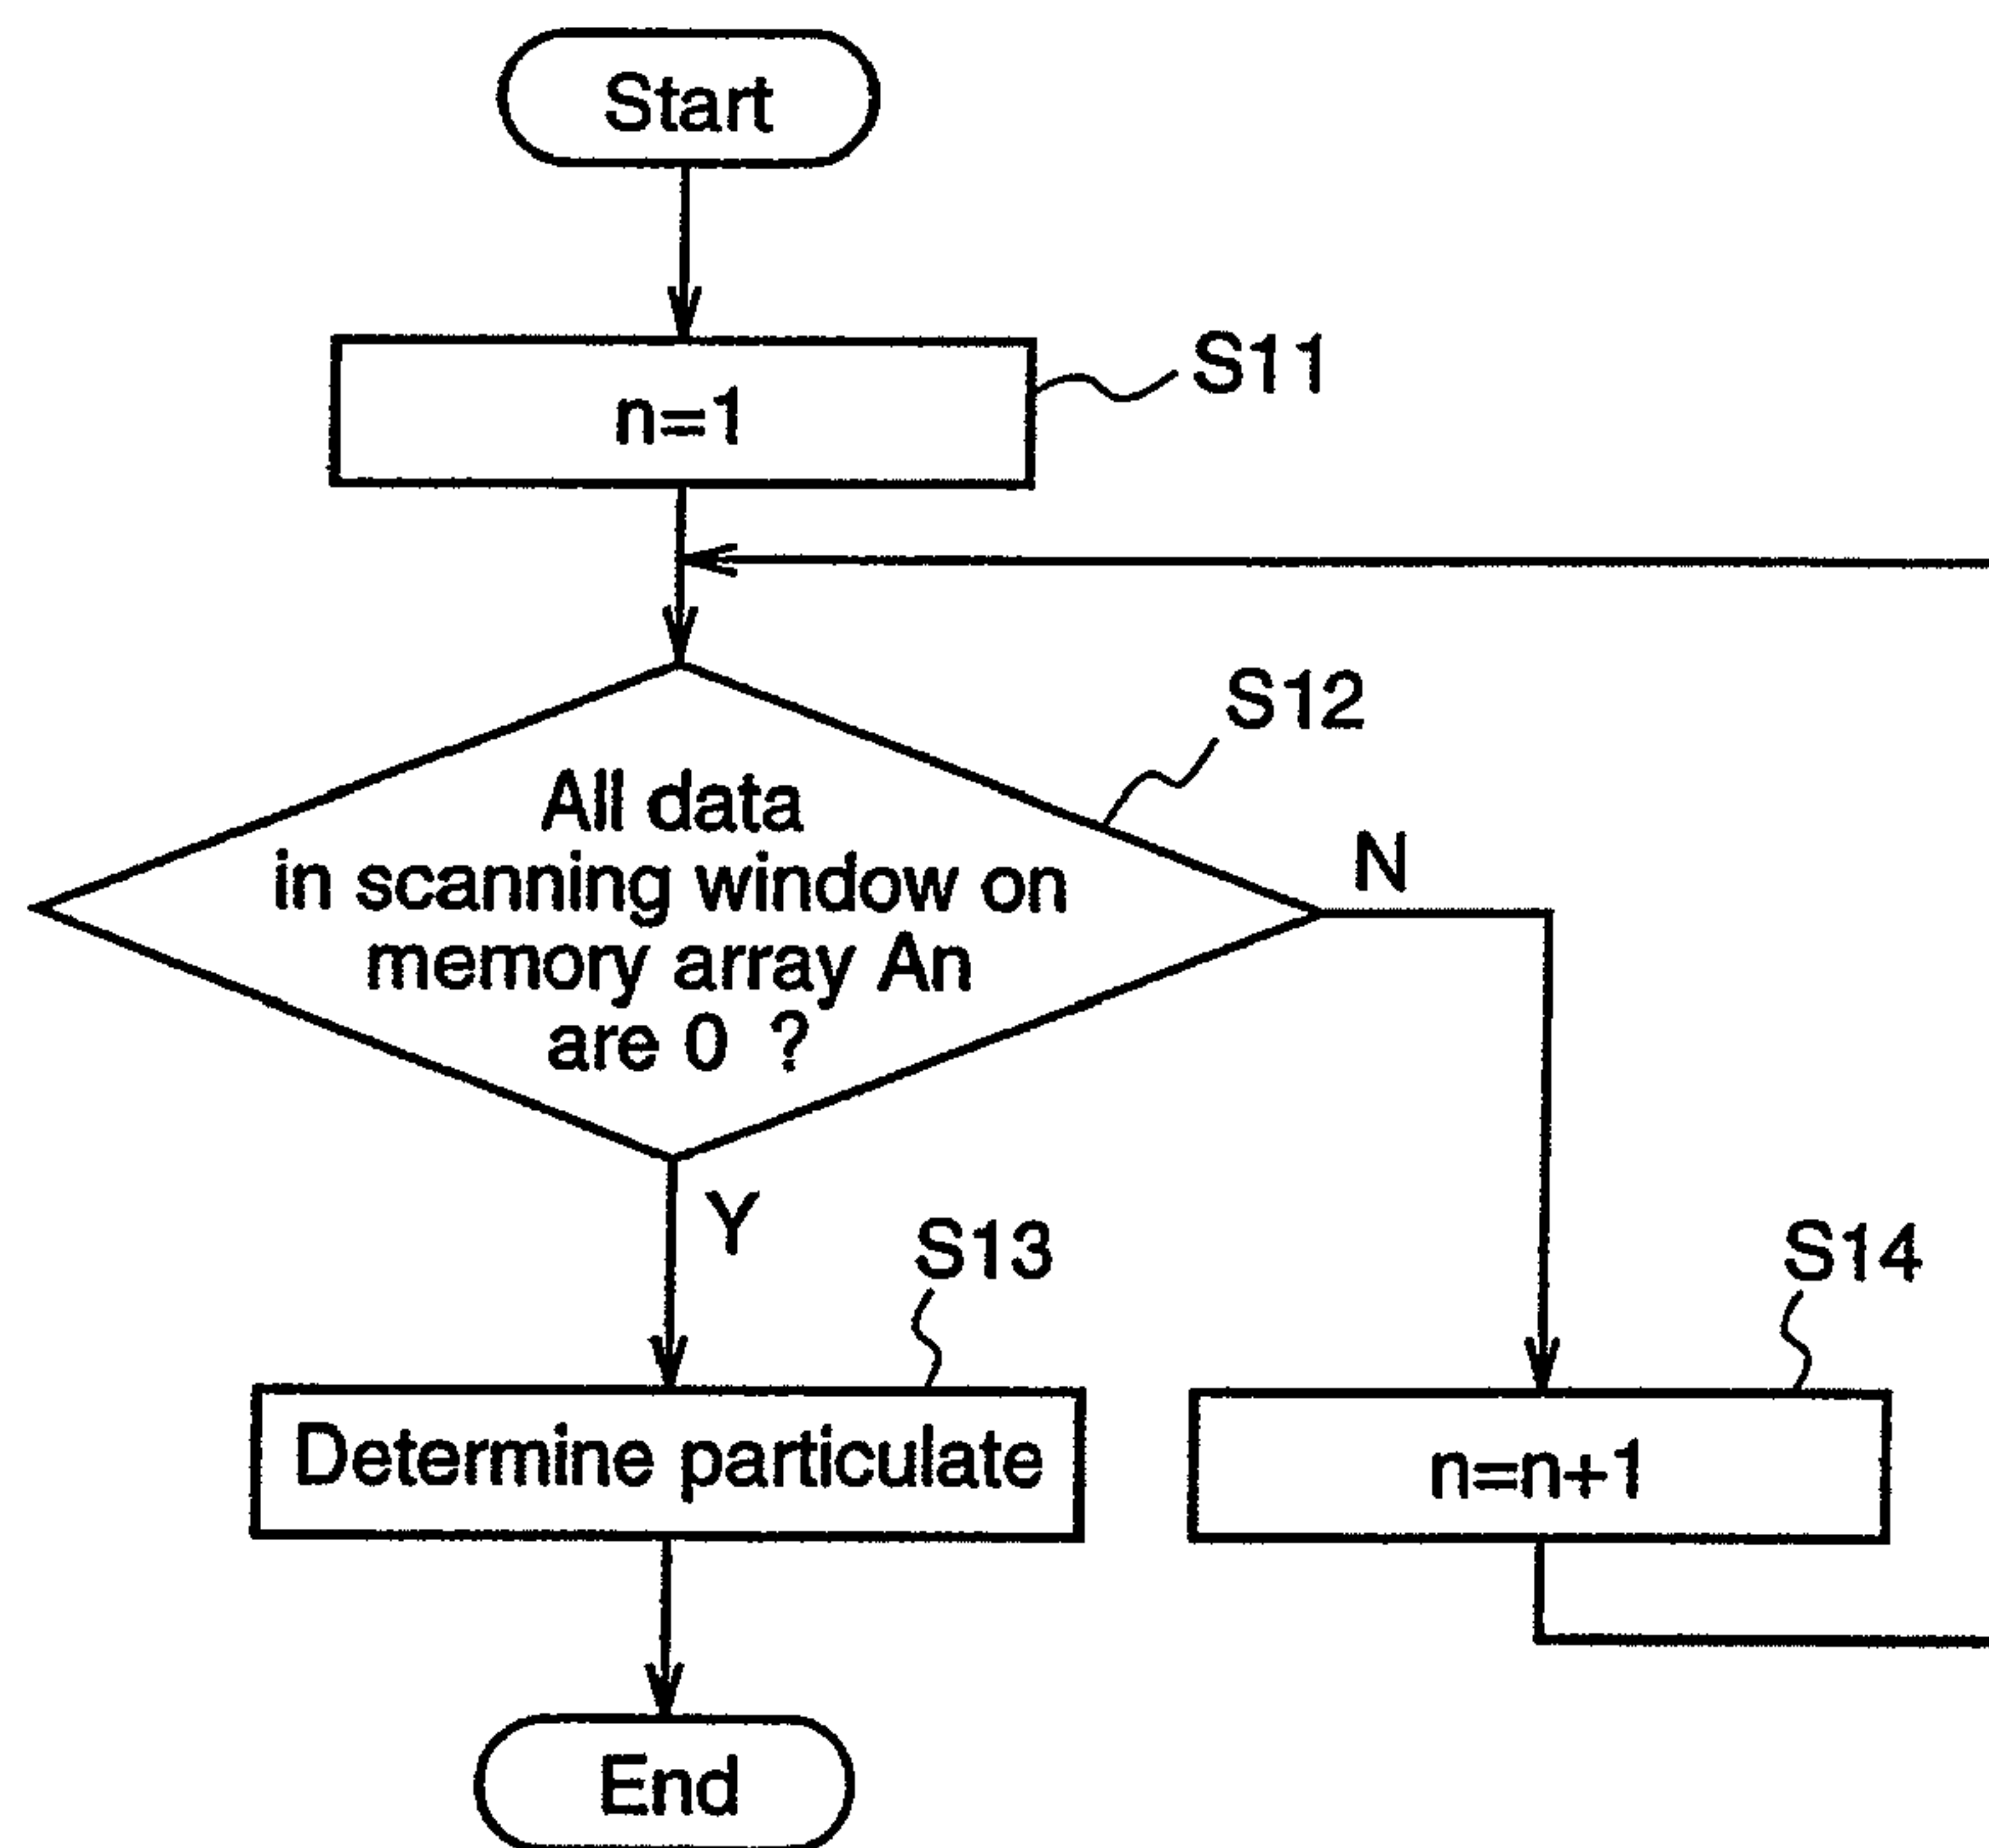 Start
n=1
S11
S12
All data
in scanning window on
memory array An
are 0 ?
N
Y
S13
S14
Determine particulate
n=n+1
End